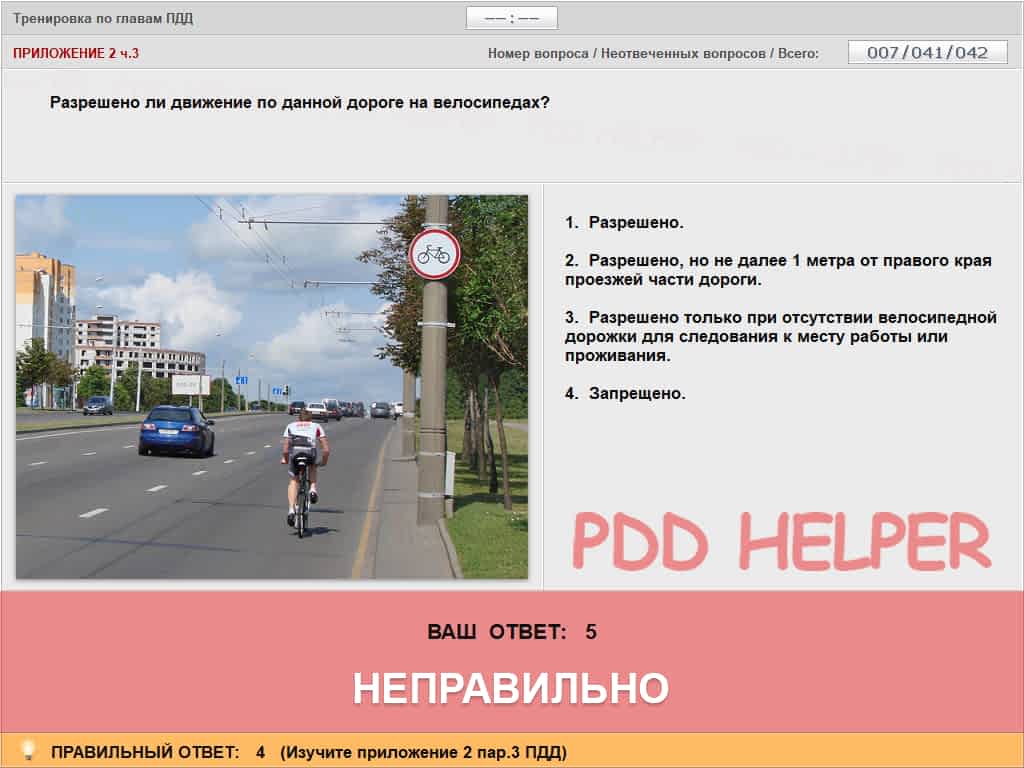 Тренировка по главам ПДД
—— : ——
ПРИЛОЖЕНИЕ 2 ч.3
Номер вопроса / Неотвеченных вопросов / Всего:
007/041/042
Разрешено ли движение по данной дороге на велосипедах?
1. Разрешено.
2. Разрешено, но не далее 1 метра от правого края
проезжей части дороги.
3. Разрешено только при отсутствии велосипедной
дорожки для следования к месту работы или
проживания.
4. Запрещено.
PDD HELPER
ВАШ ОТВЕТ: 5
НЕПРАВИЛЬНО
ПРАВИЛЬНЫЙ ОТВЕТ: 4 (Изучите приложение 2 пар.3 ПДД)